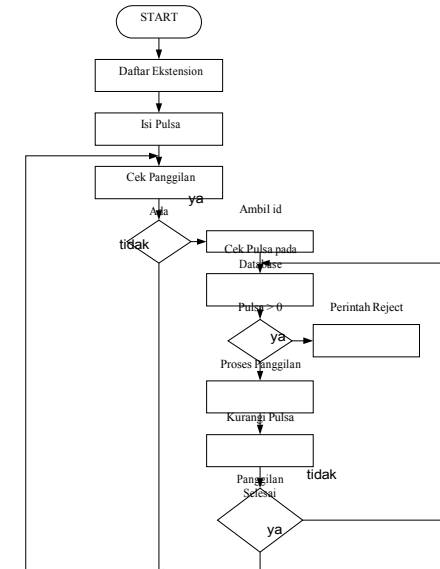 START
Daftar Ekstension
Isi Pulsa
Cek Panggilan
ya
Ada
Ambil id
tidak
Cek Pulsa pada
Database
Pulsa > 0
Perintah Reject
ya
Proses Panggilan
Kurangi Pulsa
tidak
Panggilan
Selesai
ya